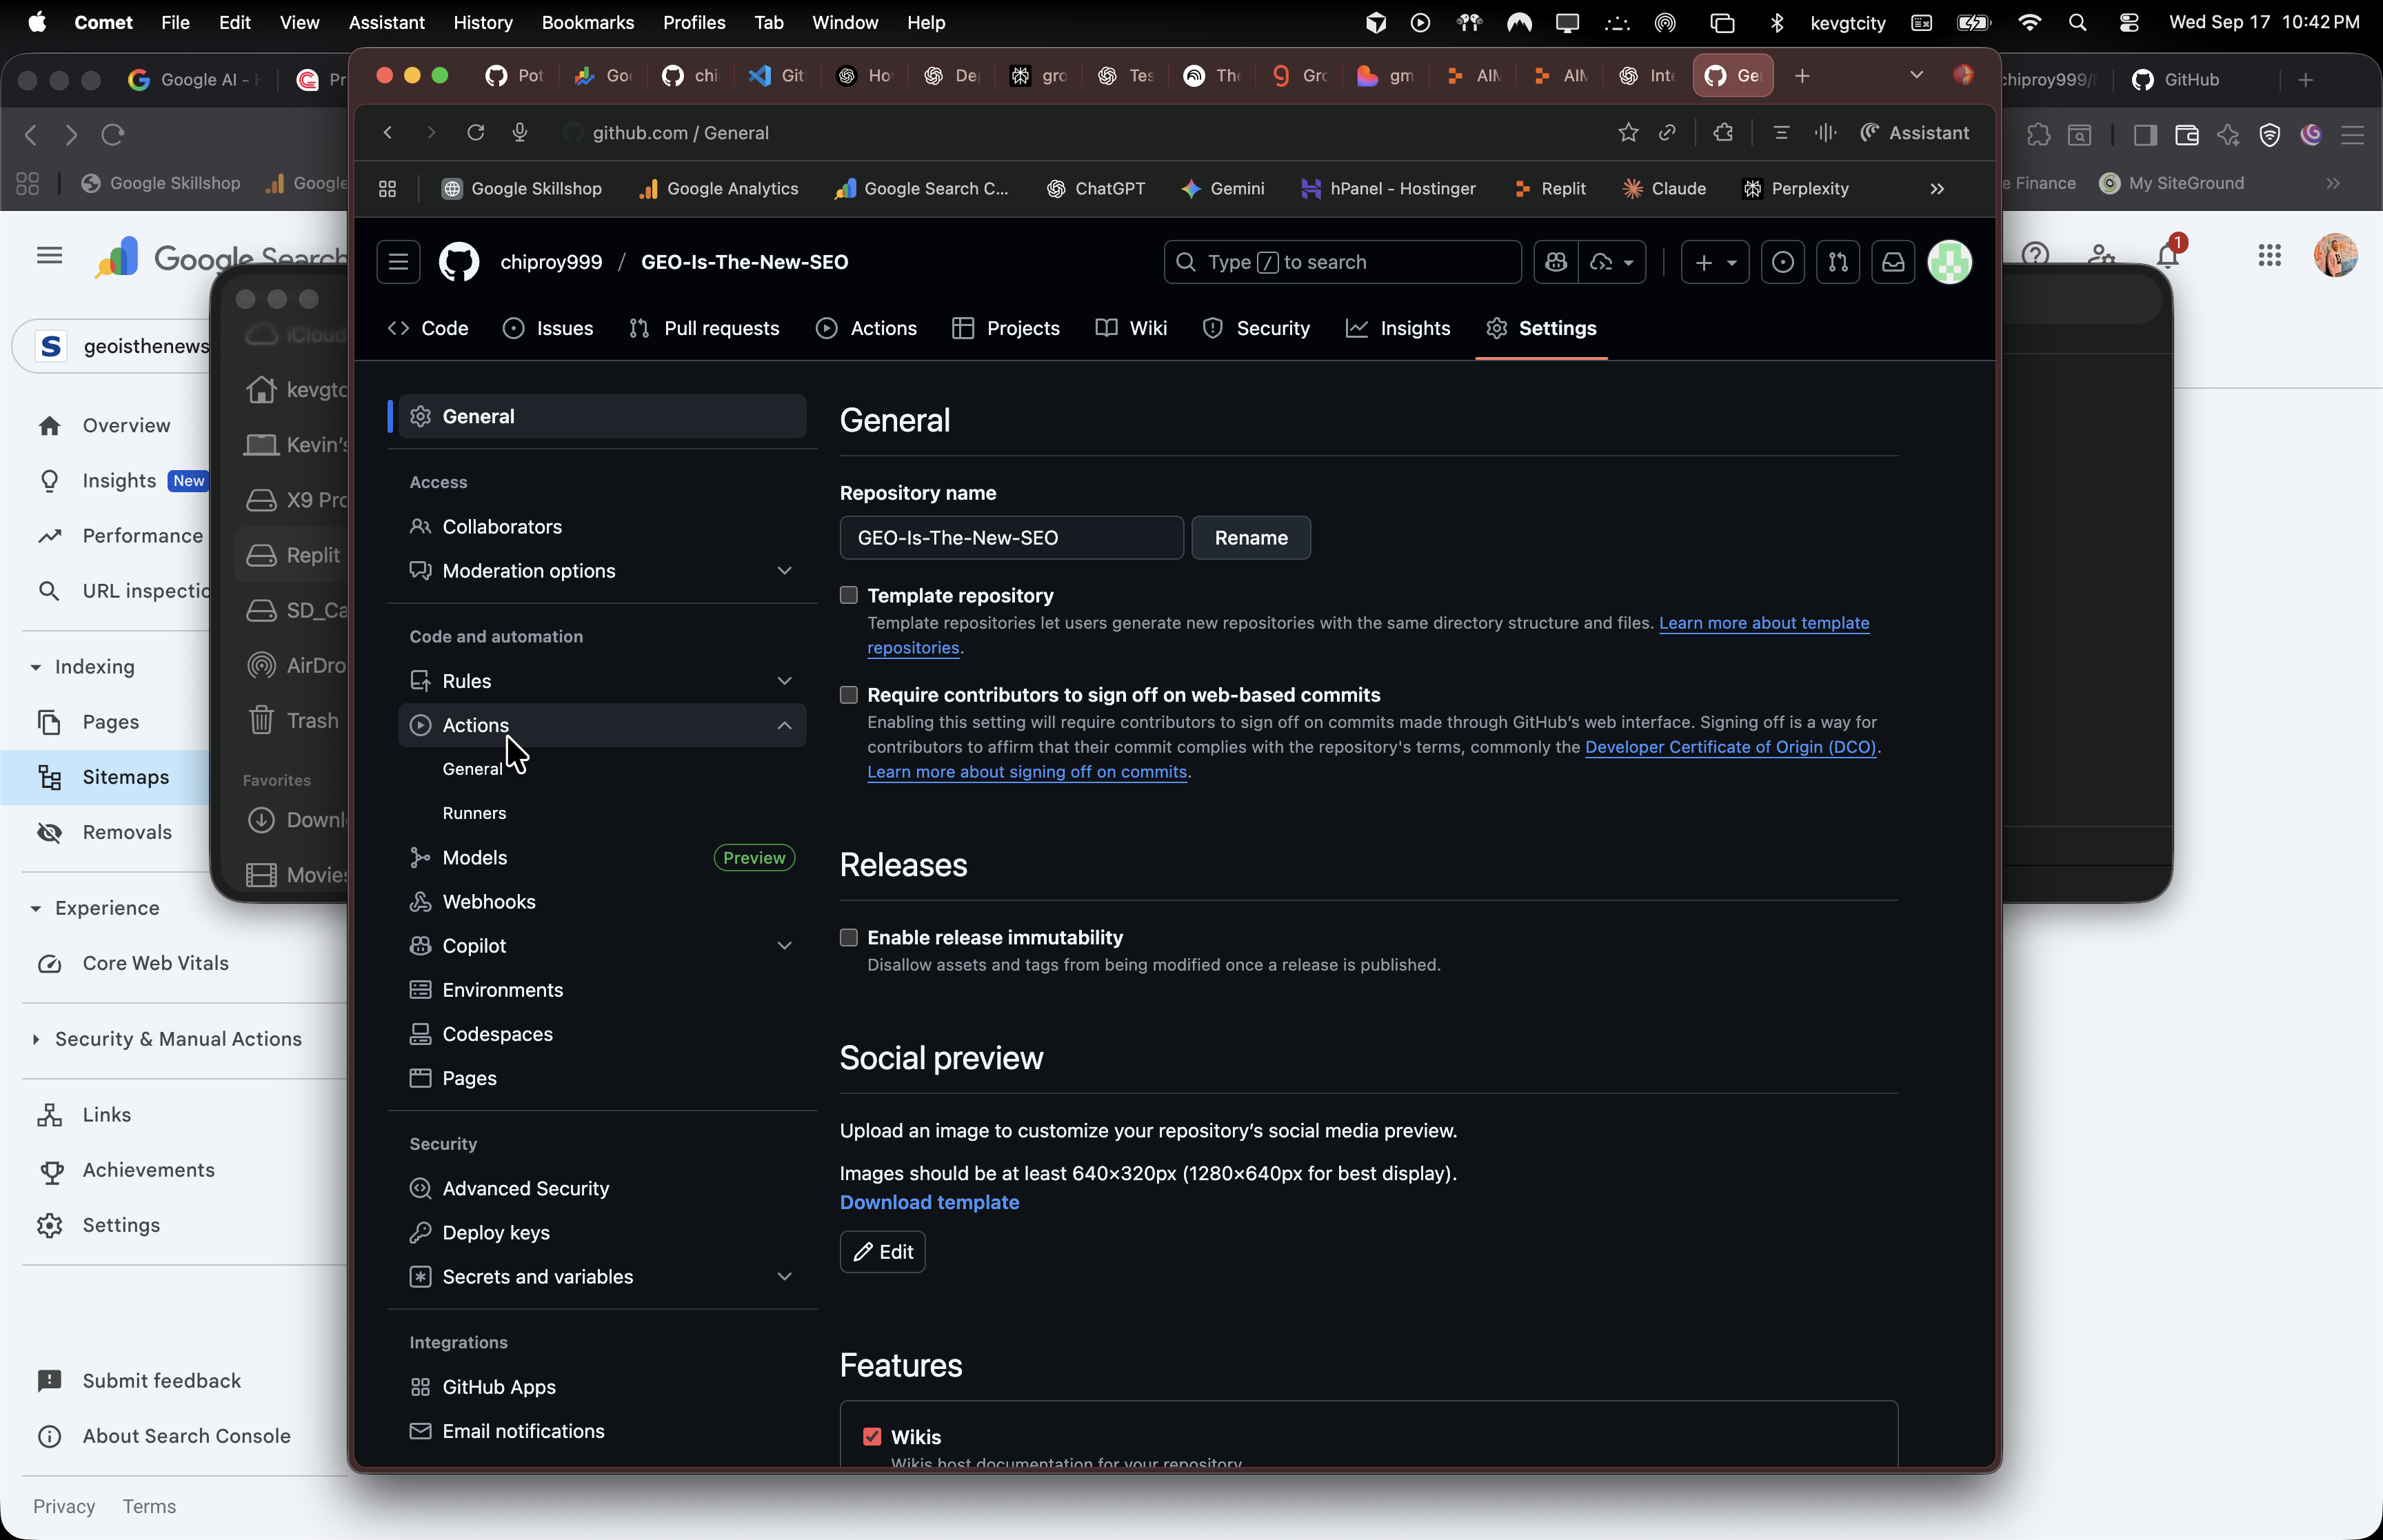 Comet File Edit View Assistant History Bookmarks Profiles Tab Window Help kevgtcity Wed Sep 17 10:42 PM
Google AI - Pot Goo chi Git Ho De gro Tes The Gro gm AIM AIM Inte Ge chiproy999/ GitHub
github.com / General Assistant
Google Skillshop Google Google Skillshop Google Analytics Google Search C... ChatGPT Gemini hPanel - Hostinger Replit Claude Perplexity Finance My SiteGround
Google Search
chiproy999 / GEO-Is-The-New-SEO
Type / to search
1
Code Issues Pull requests Actions Projects Wiki Security Insights Settings
geoisthenews
Overview
Insights New
Performance
URL inspectio
Indexing
Pages
Sitemaps
Removals
Experience
Core Web Vitals
Security & Manual Actions
Links
Achievements
Settings
Submit feedback
About Search Console
Privacy Terms
iCloud
kevgtc
Kevin's
X9 Pro
Replit
SD_Ca
AirDro
Trash
Favorites
Downl
Movies
General
Access
Collaborators
Moderation options
Code and automation
Rules
Actions
General
Runners
Models Preview
Webhooks
Copilot
Environments
Codespaces
Pages
Security
Advanced Security
Deploy keys
Secrets and variables
Integrations
GitHub Apps
Email notifications
General
Repository name
GEO-Is-The-New-SEO Rename
Template repository
Template repositories let users generate new repositories with the same directory structure and files. Learn more about template
repositories.
Require contributors to sign off on web-based commits
Enabling this setting will require contributors to sign off on commits made through GitHub's web interface. Signing off is a way for
contributors to affirm that their commit complies with the repository's terms, commonly the Developer Certificate of Origin (DCO).
Learn more about signing off on commits.
Releases
Enable release immutability
Disallow assets and tags from being modified once a release is published.
Social preview
Upload an image to customize your repository's social media preview.
Images should be at least 640×320px (1280×640px for best display).
Download template
Edit
Features
Wikis
Wikis host documentation for your repository